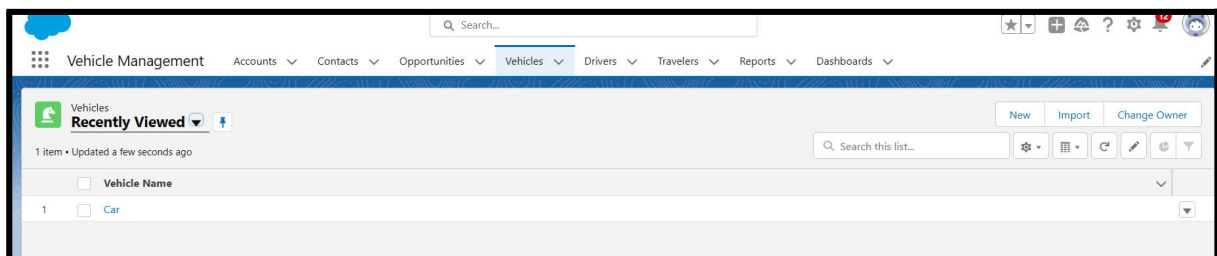 Search...
12
Vehicle Management Accounts Contacts Opportunities Vehicles Drivers Travelers Reports Dashboards
Vehicles
Recently Viewed
New Import Change Owner
1 item • Updated a few seconds ago
Search this list...
Vehicle Name
1 Car